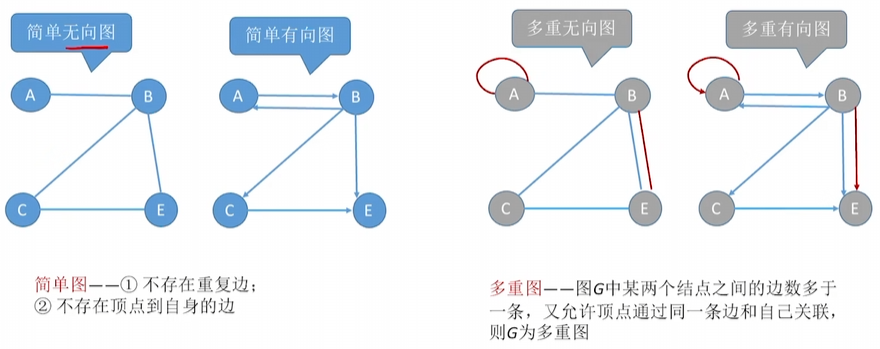 简单无向图
简单有向图
多重无向图
多重有向图
A
B
A
B
A
B
A
B
C
E
C
E
C
E
C
E
简单图——① 不存在重复边；
② 不存在顶点到自身的边
多重图——图G中某两个结点之间的边数多于
一条，又允许顶点通过同一条边和自己关联，
则G为多重图